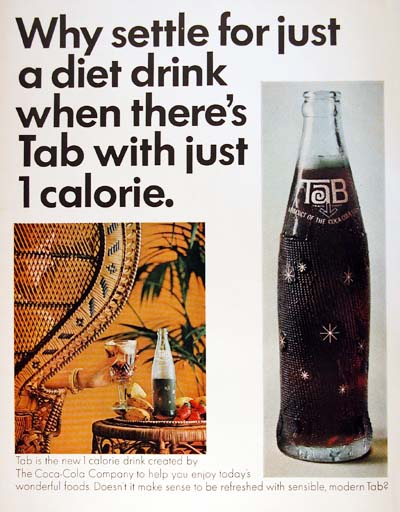 Why settle for just
a diet drink
when there's
Tab with just
1 calorie.
TaB
PRODUCT OF THE COCA-COLA
Tab is the new 1 calorie drink created by
The Coca-Cola Company to help you enjoy today's
wonderful foods. Doesn't it make sense to be refreshed with sensible, modern Tab?